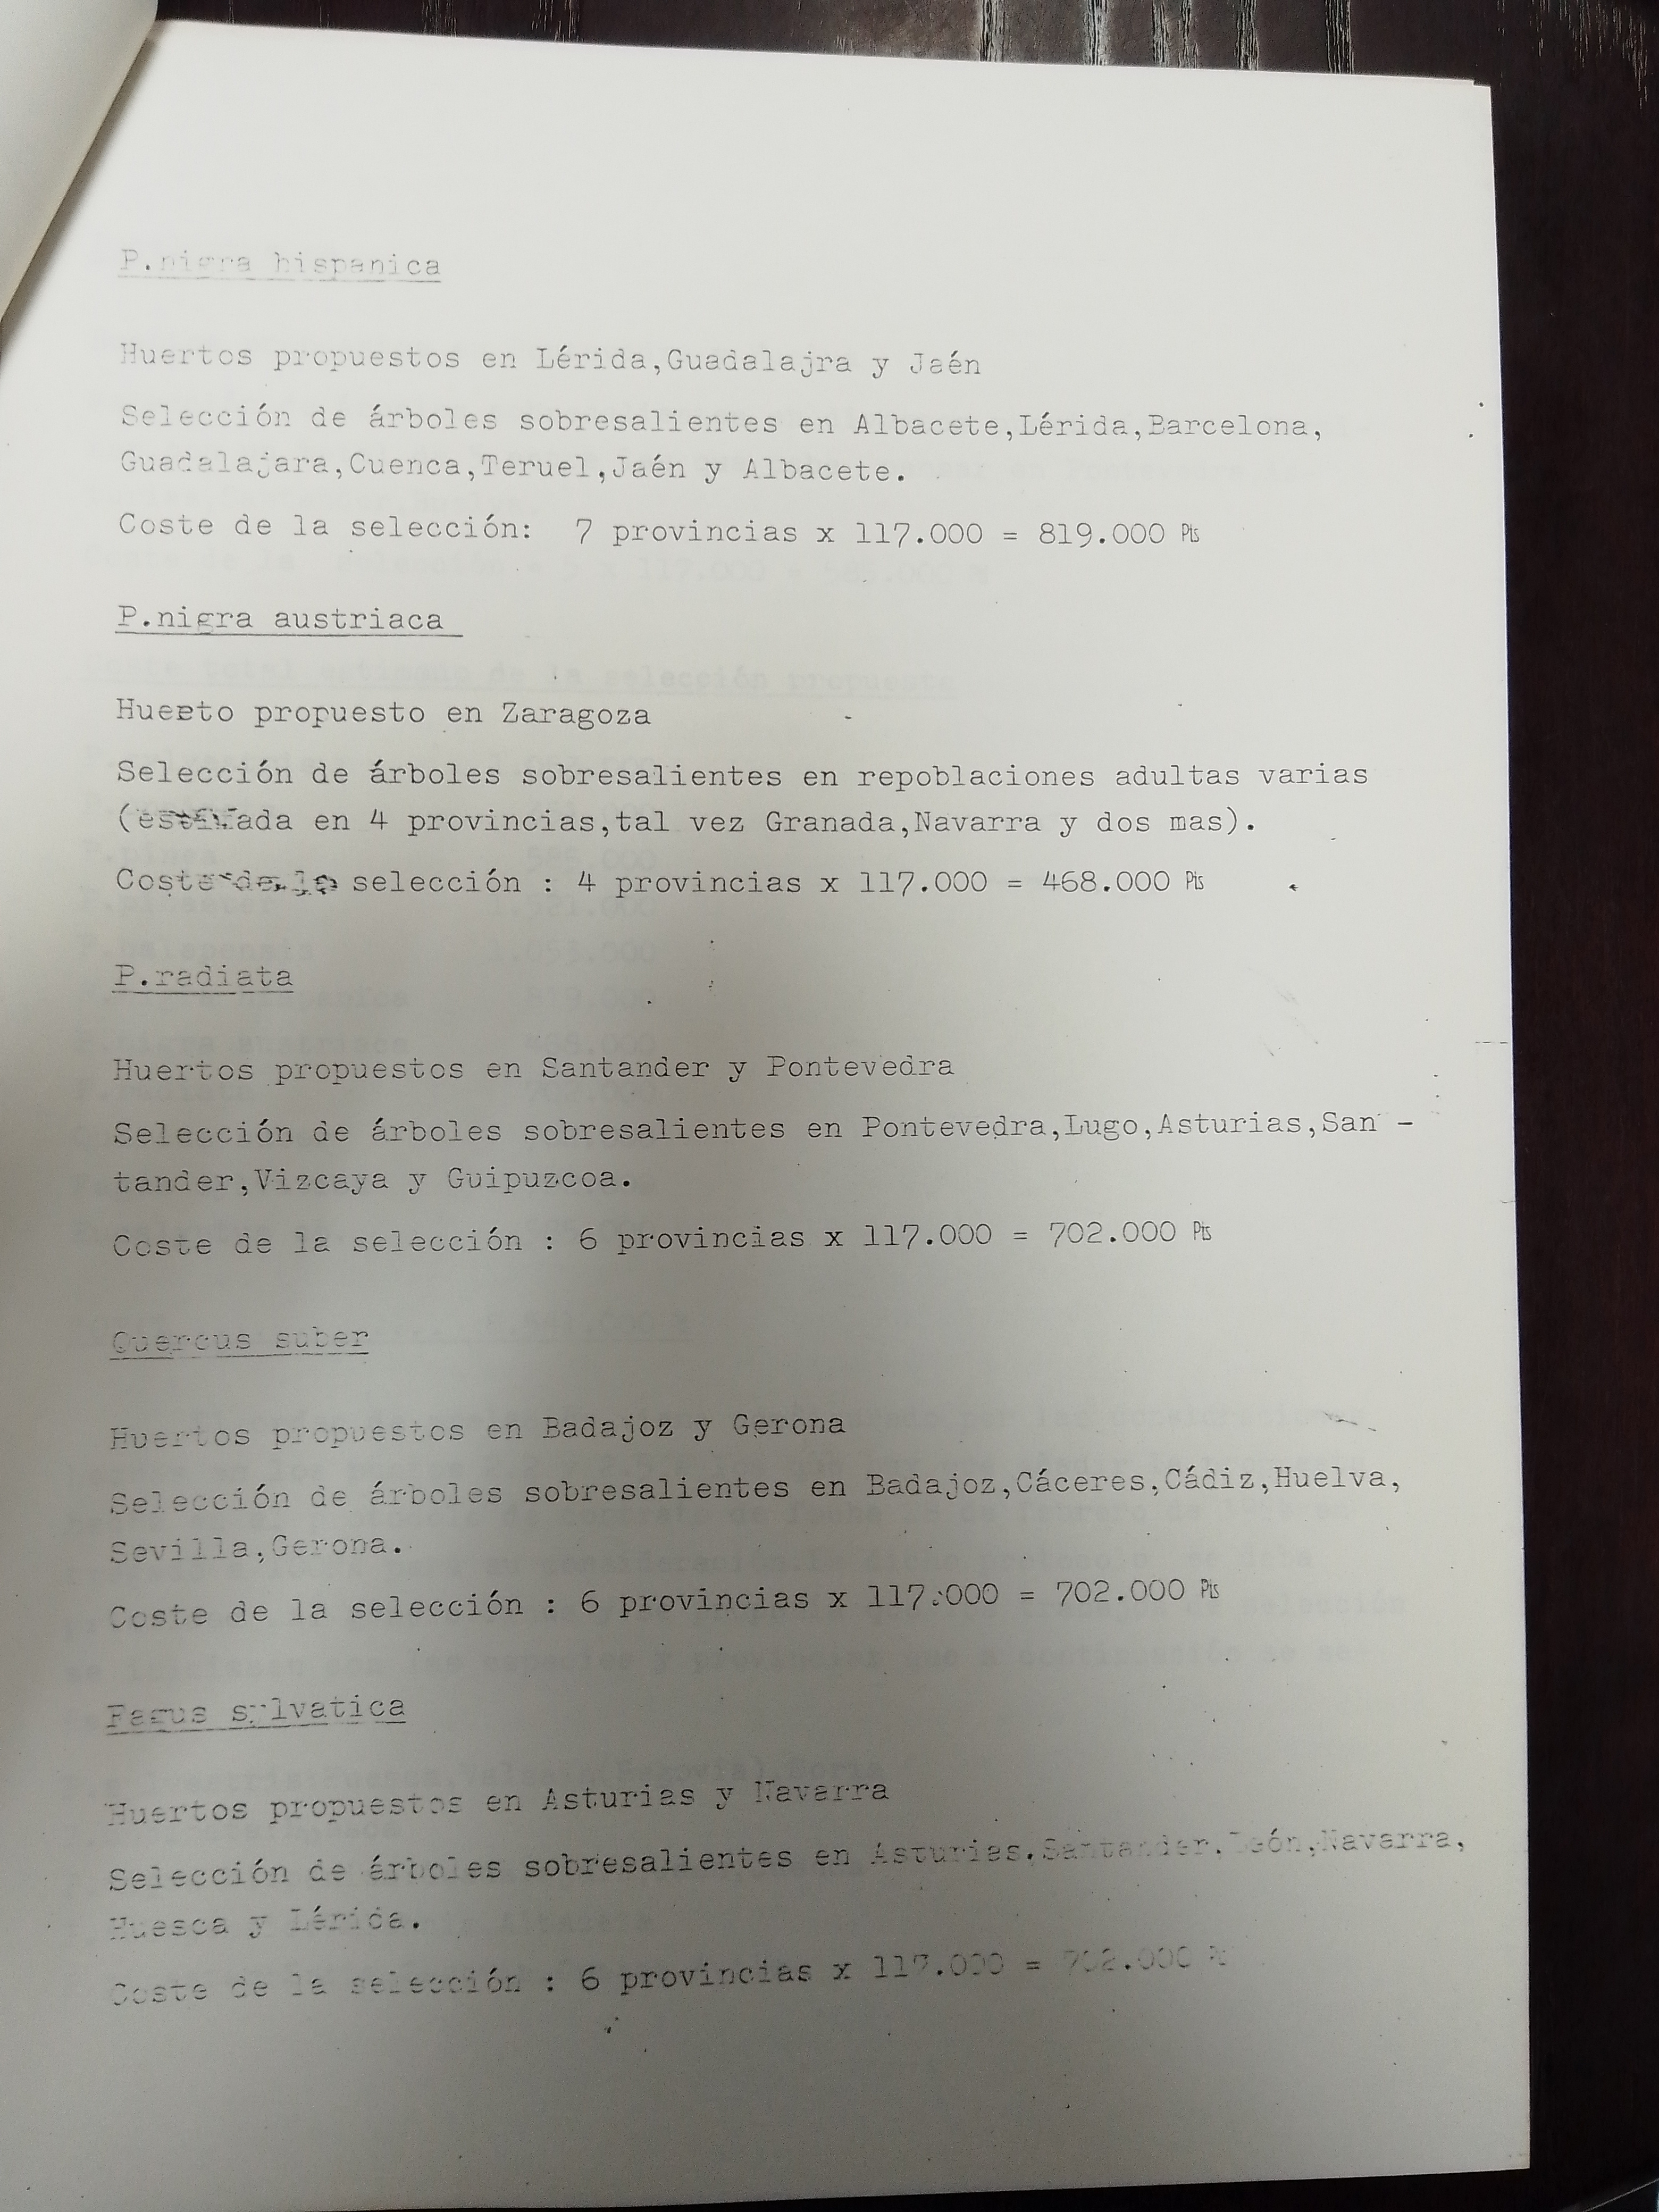 P.nigra hispanica
Huertos propuestos en Lérida,Guadalajra y Jaén
Selección de árboles sobresalientes en Albacete,Lérida,Barcelona,
Guadalajara,Cuenca,Teruel,Jaén y Albacete.
Coste de la selección: 7 provincias x 117.000 = 819.000 Pts
P.nigra austriaca
Huerto propuesto en Zaragoza
Selección de árboles sobresalientes en repoblaciones adultas varias
(estimada en 4 provincias,tal vez Granada,Navarra y dos mas).
Coste de la selección : 4 provincias x 117.000 = 468.000 Pts
P.radiata
Huertos propuestos en Santander y Pontevedra
Selección de árboles sobresalientes en Pontevedra,Lugo,Asturias,San -
tander,Vizcaya y Guipuzcoa.
Coste de la selección : 6 provincias x 117.000 = 702.000 Pts
Quercus suber
Huertos propuestos en Badajoz y Gerona
Selección de árboles sobresalientes en Badajoz,Cáceres,Cádiz,Huelva,
Sevilla,Gerona.
Coste de la selección : 6 provincias x 117.000 = 702.000 Pts
Fagus sylvatica
Huertos propuestos en Asturias y Navarra
Selección de árboles sobresalientes en Asturias,Santander,León,Navarra,
Huesca y Lérida.
Coste de la selección : 6 provincias x 117.000 = 702.000 Pts